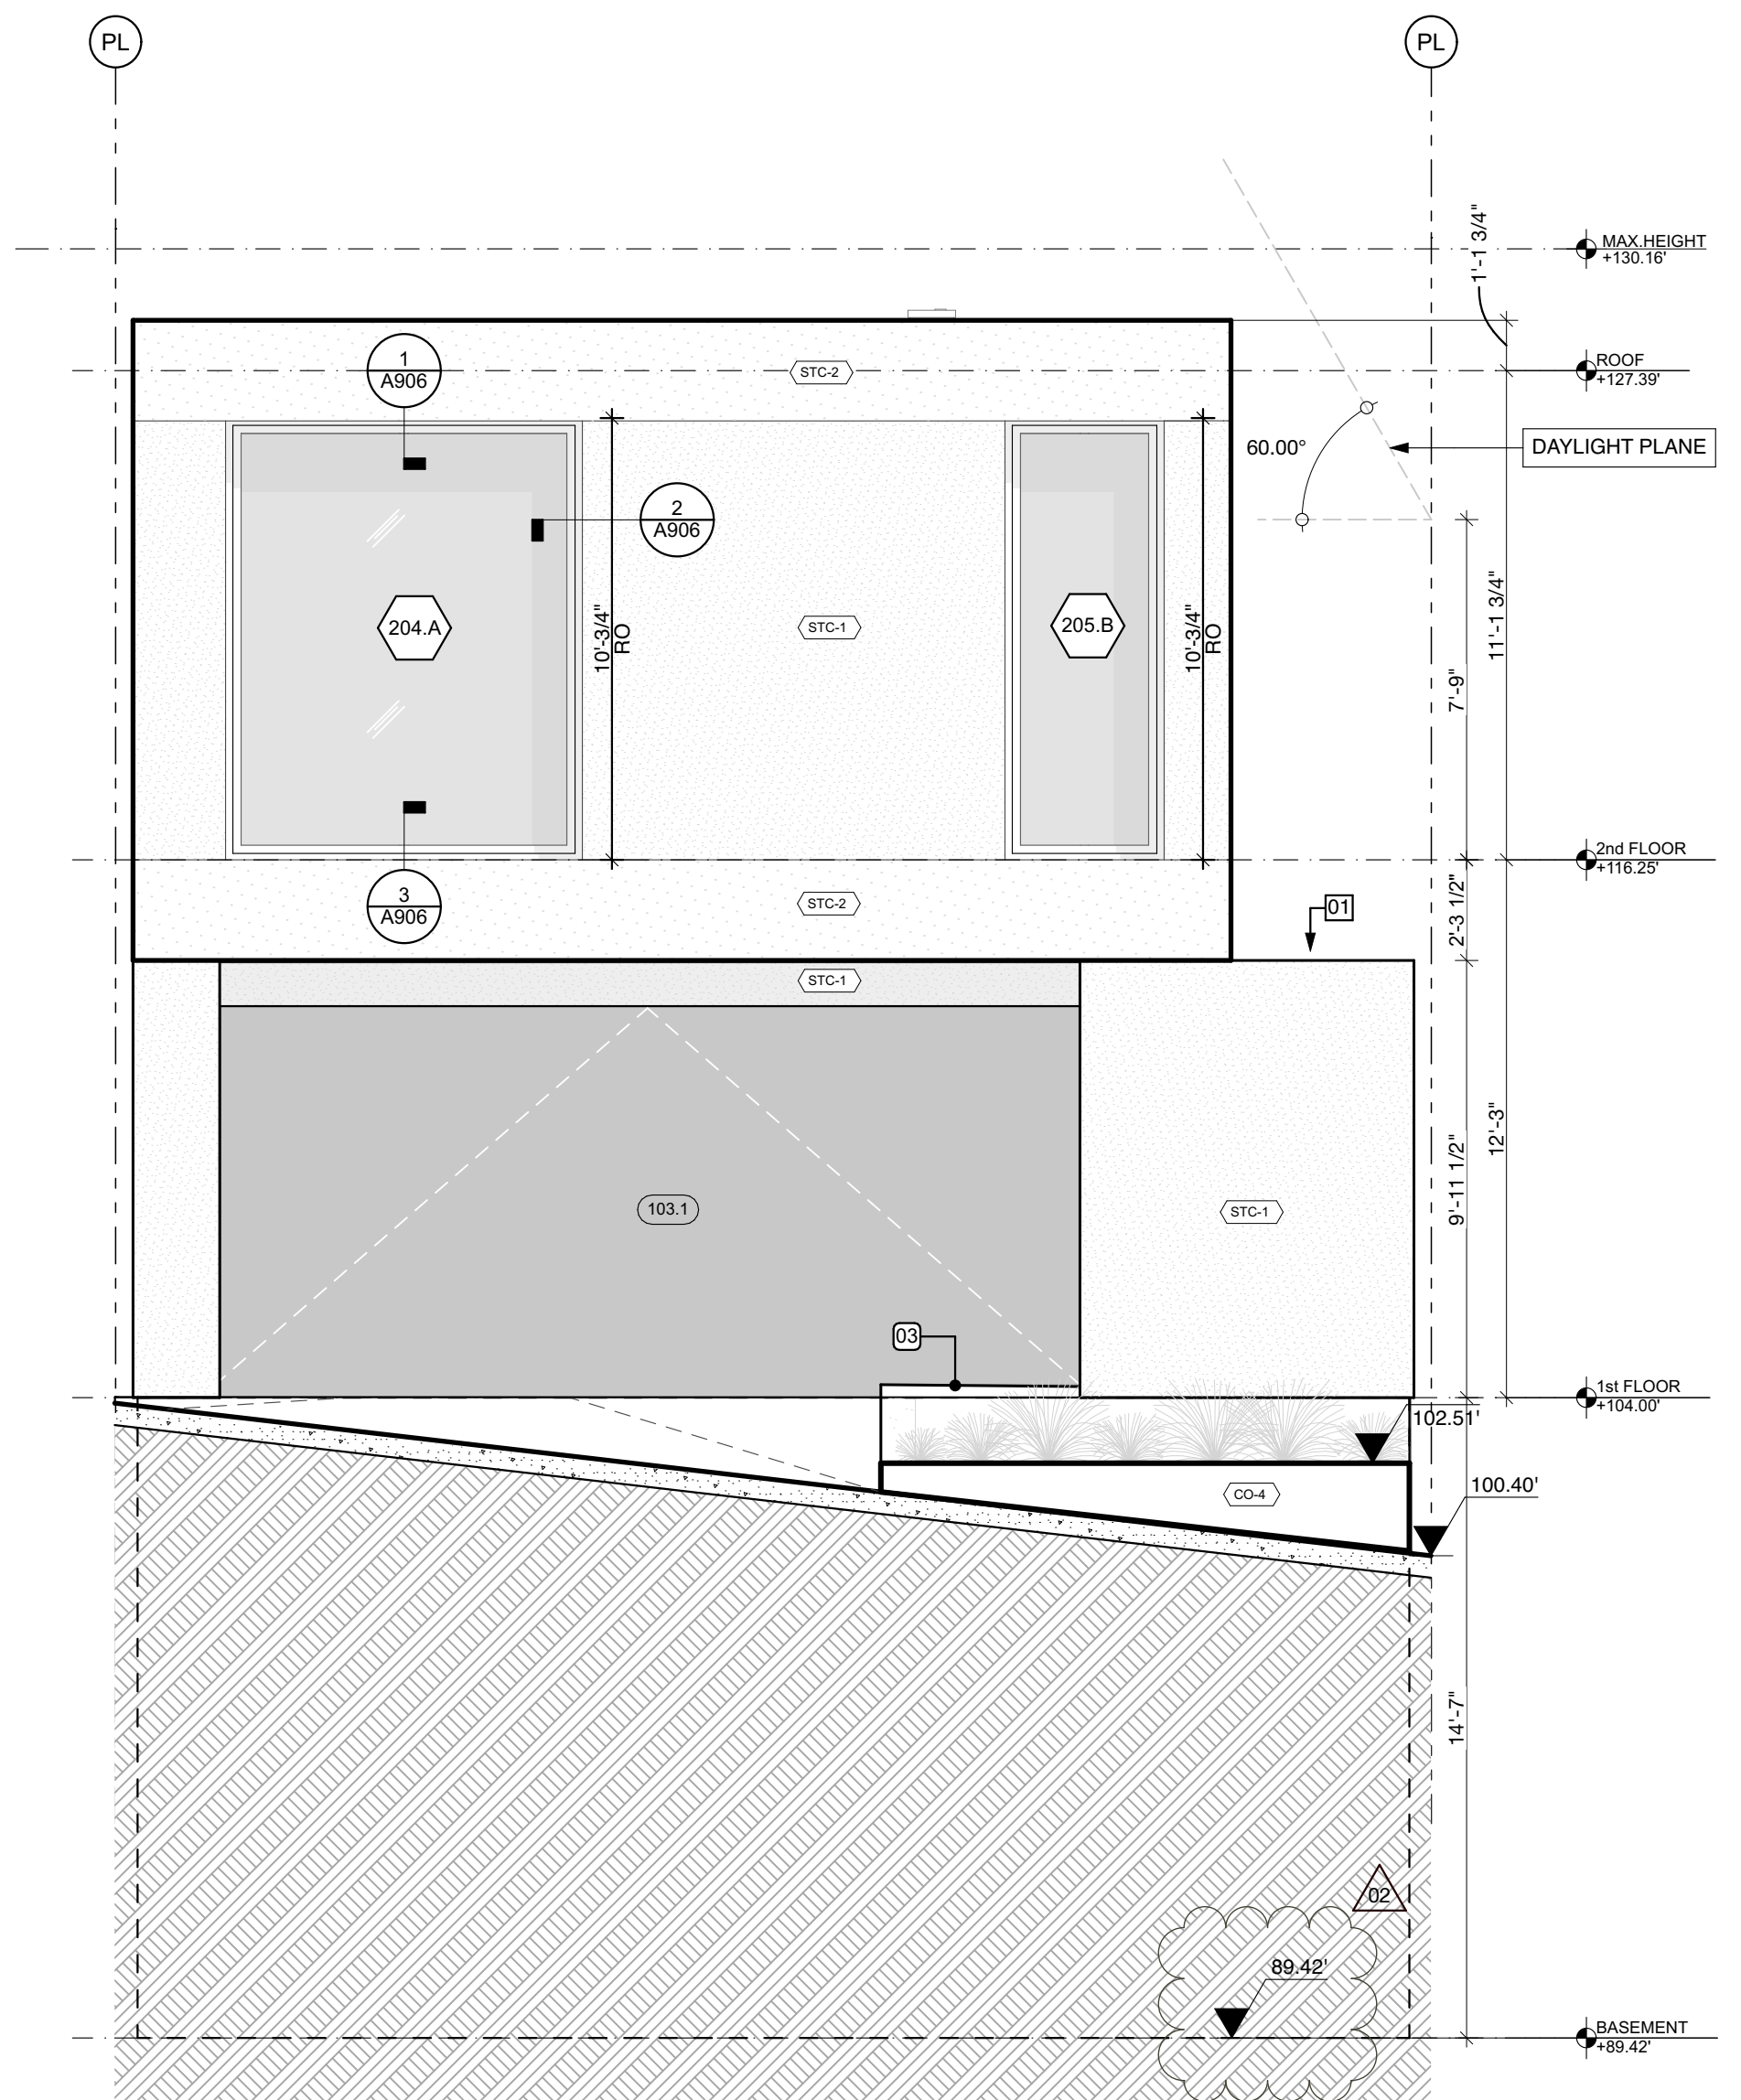 PL
PL
1'-1 3/4"
MAX.HEIGHT
+130.16'
1
A906
STC-2
ROOF
+127.39'
60.00°
DAYLIGHT PLANE
2
A906
204.A
10'-3/4"
RO
STC-1
205.B
10'-3/4"
RO
7'-9"
11'-1 3/4"
2nd FLOOR
+116.25'
3
A906
STC-2
01
2'-3 1/2"
STC-1
103.1
STC-1
9'-11 1/2"
12'-3"
03
1st FLOOR
+104.00'
102.51'
CO-4
100.40'
14'-7"
02
89.42'
BASEMENT
+89.42'